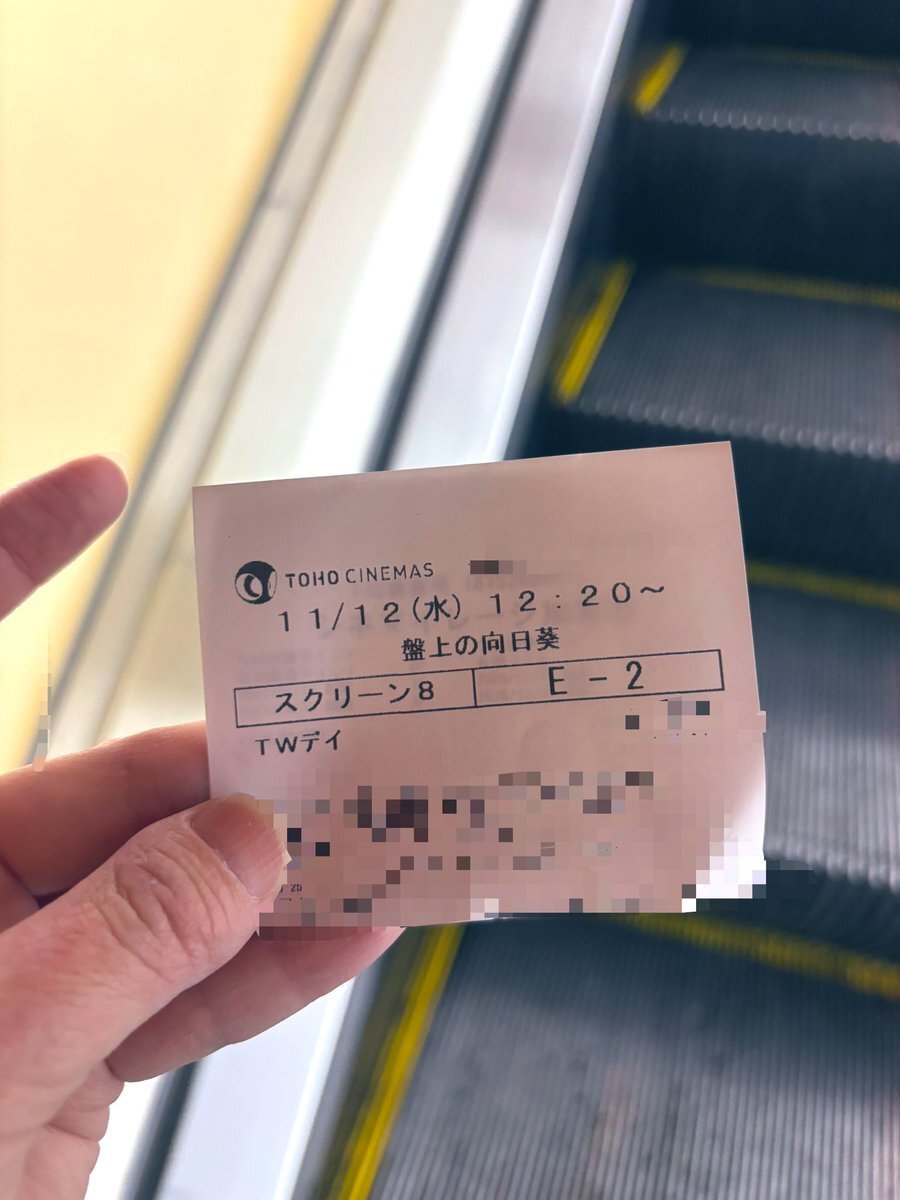 TOHO CINEMAS
11/12(水) 12:20～
盤上の向日葵
スクリーン8 E-2
TWデイ